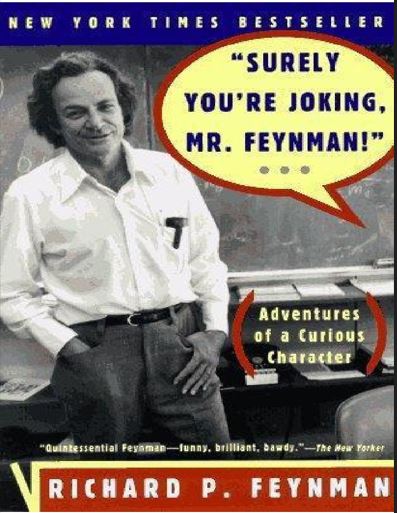 NEW YORK TIMES BESTSELLER
"SURELY
YOU'RE JOKING,
MR. FEYNMAN!"
Adventures
of a Curious
Character
"Quintessential Feynman—funny, brilliant, bawdy."—The New Yorker
RICHARD P. FEYNMAN